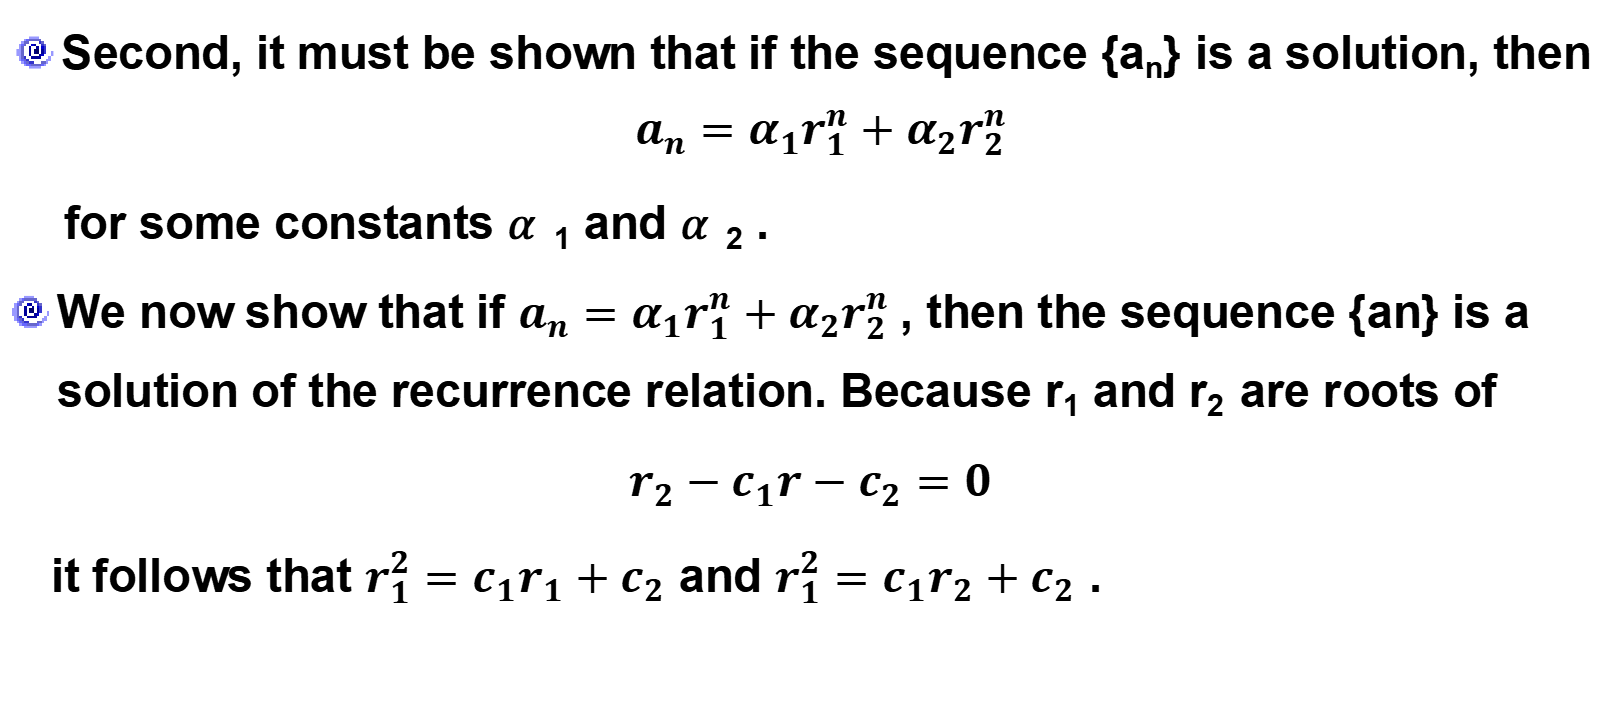 Second, it must be shown that if the sequence {aₙ} is a solution, then
𝒂ₙ = 𝜶₁𝒓₁ⁿ + 𝜶₂𝒓₂ⁿ
for some constants 𝜶 ₁ and 𝜶 ₂ .
We now show that if 𝒂ₙ = 𝜶₁𝒓₁ⁿ + 𝜶₂𝒓₂ⁿ , then the sequence {an} is a
solution of the recurrence relation. Because r₁ and r₂ are roots of
𝒓₂ − 𝒄₁𝒓 − 𝒄₂ = 𝟎
it follows that 𝒓₁² = 𝒄₁𝒓₁ + 𝒄₂ and 𝒓₁² = 𝒄₁𝒓₂ + 𝒄₂ .